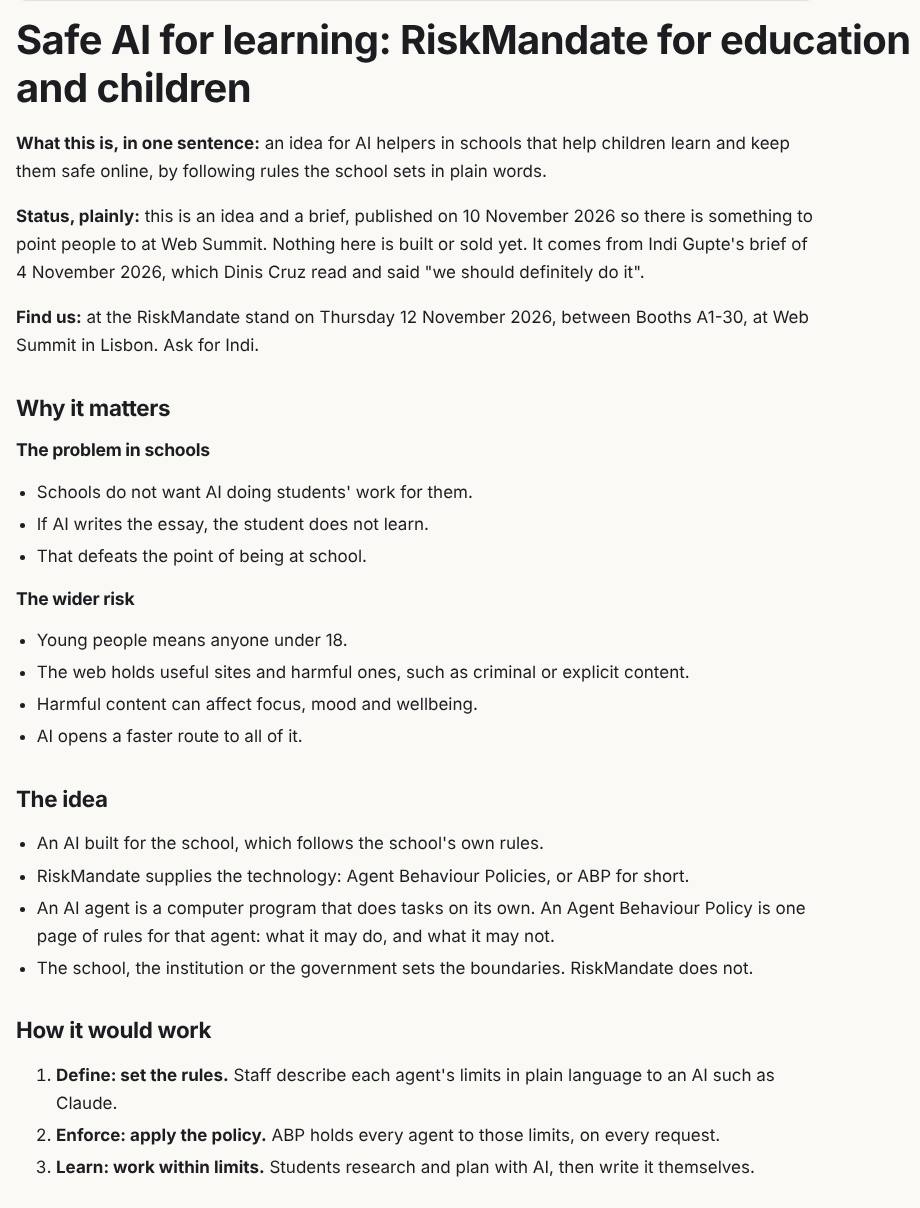 Safe AI for learning: RiskMandate for education
and children
What this is, in one sentence: an idea for AI helpers in schools that help children learn and keep
them safe online, by following rules the school sets in plain words.
Status, plainly: this is an idea and a brief, published on 10 November 2026 so there is something to
point people to at Web Summit. Nothing here is built or sold yet. It comes from Indi Gupte's brief of
4 November 2026, which Dinis Cruz read and said "we should definitely do it".
Find us: at the RiskMandate stand on Thursday 12 November 2026, between Booths A1-30, at Web
Summit in Lisbon. Ask for Indi.
Why it matters
The problem in schools
• Schools do not want AI doing students' work for them.
• If AI writes the essay, the student does not learn.
• That defeats the point of being at school.
The wider risk
• Young people means anyone under 18.
• The web holds useful sites and harmful ones, such as criminal or explicit content.
• Harmful content can affect focus, mood and wellbeing.
• AI opens a faster route to all of it.
The idea
• An AI built for the school, which follows the school's own rules.
• RiskMandate supplies the technology: Agent Behaviour Policies, or ABP for short.
• An AI agent is a computer program that does tasks on its own. An Agent Behaviour Policy is one
page of rules for that agent: what it may do, and what it may not.
• The school, the institution or the government sets the boundaries. RiskMandate does not.
How it would work
1. Define: set the rules. Staff describe each agent's limits in plain language to an AI such as
Claude.
2. Enforce: apply the policy. ABP holds every agent to those limits, on every request.
3. Learn: work within limits. Students research and plan with AI, then write it themselves.